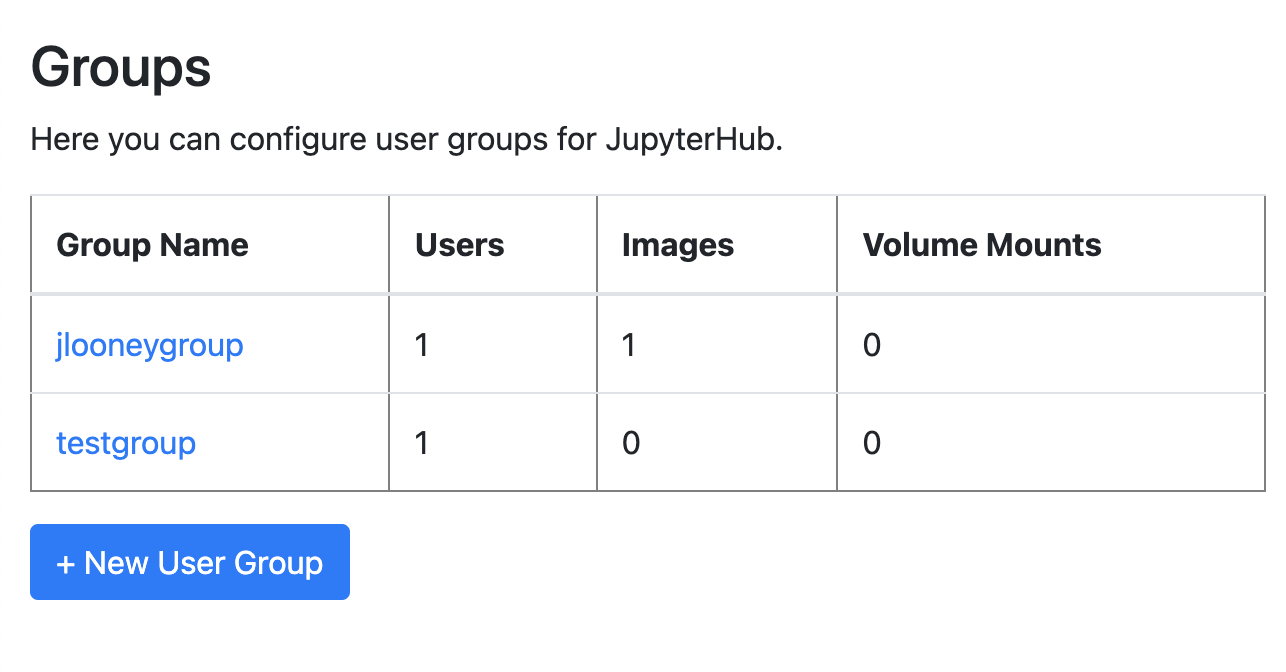 Groups
Here you can configure user groups for JupyterHub.
Group Name Users Images Volume Mounts
jlooneygroup 1 1 0
testgroup 1 0 0
+ New User Group